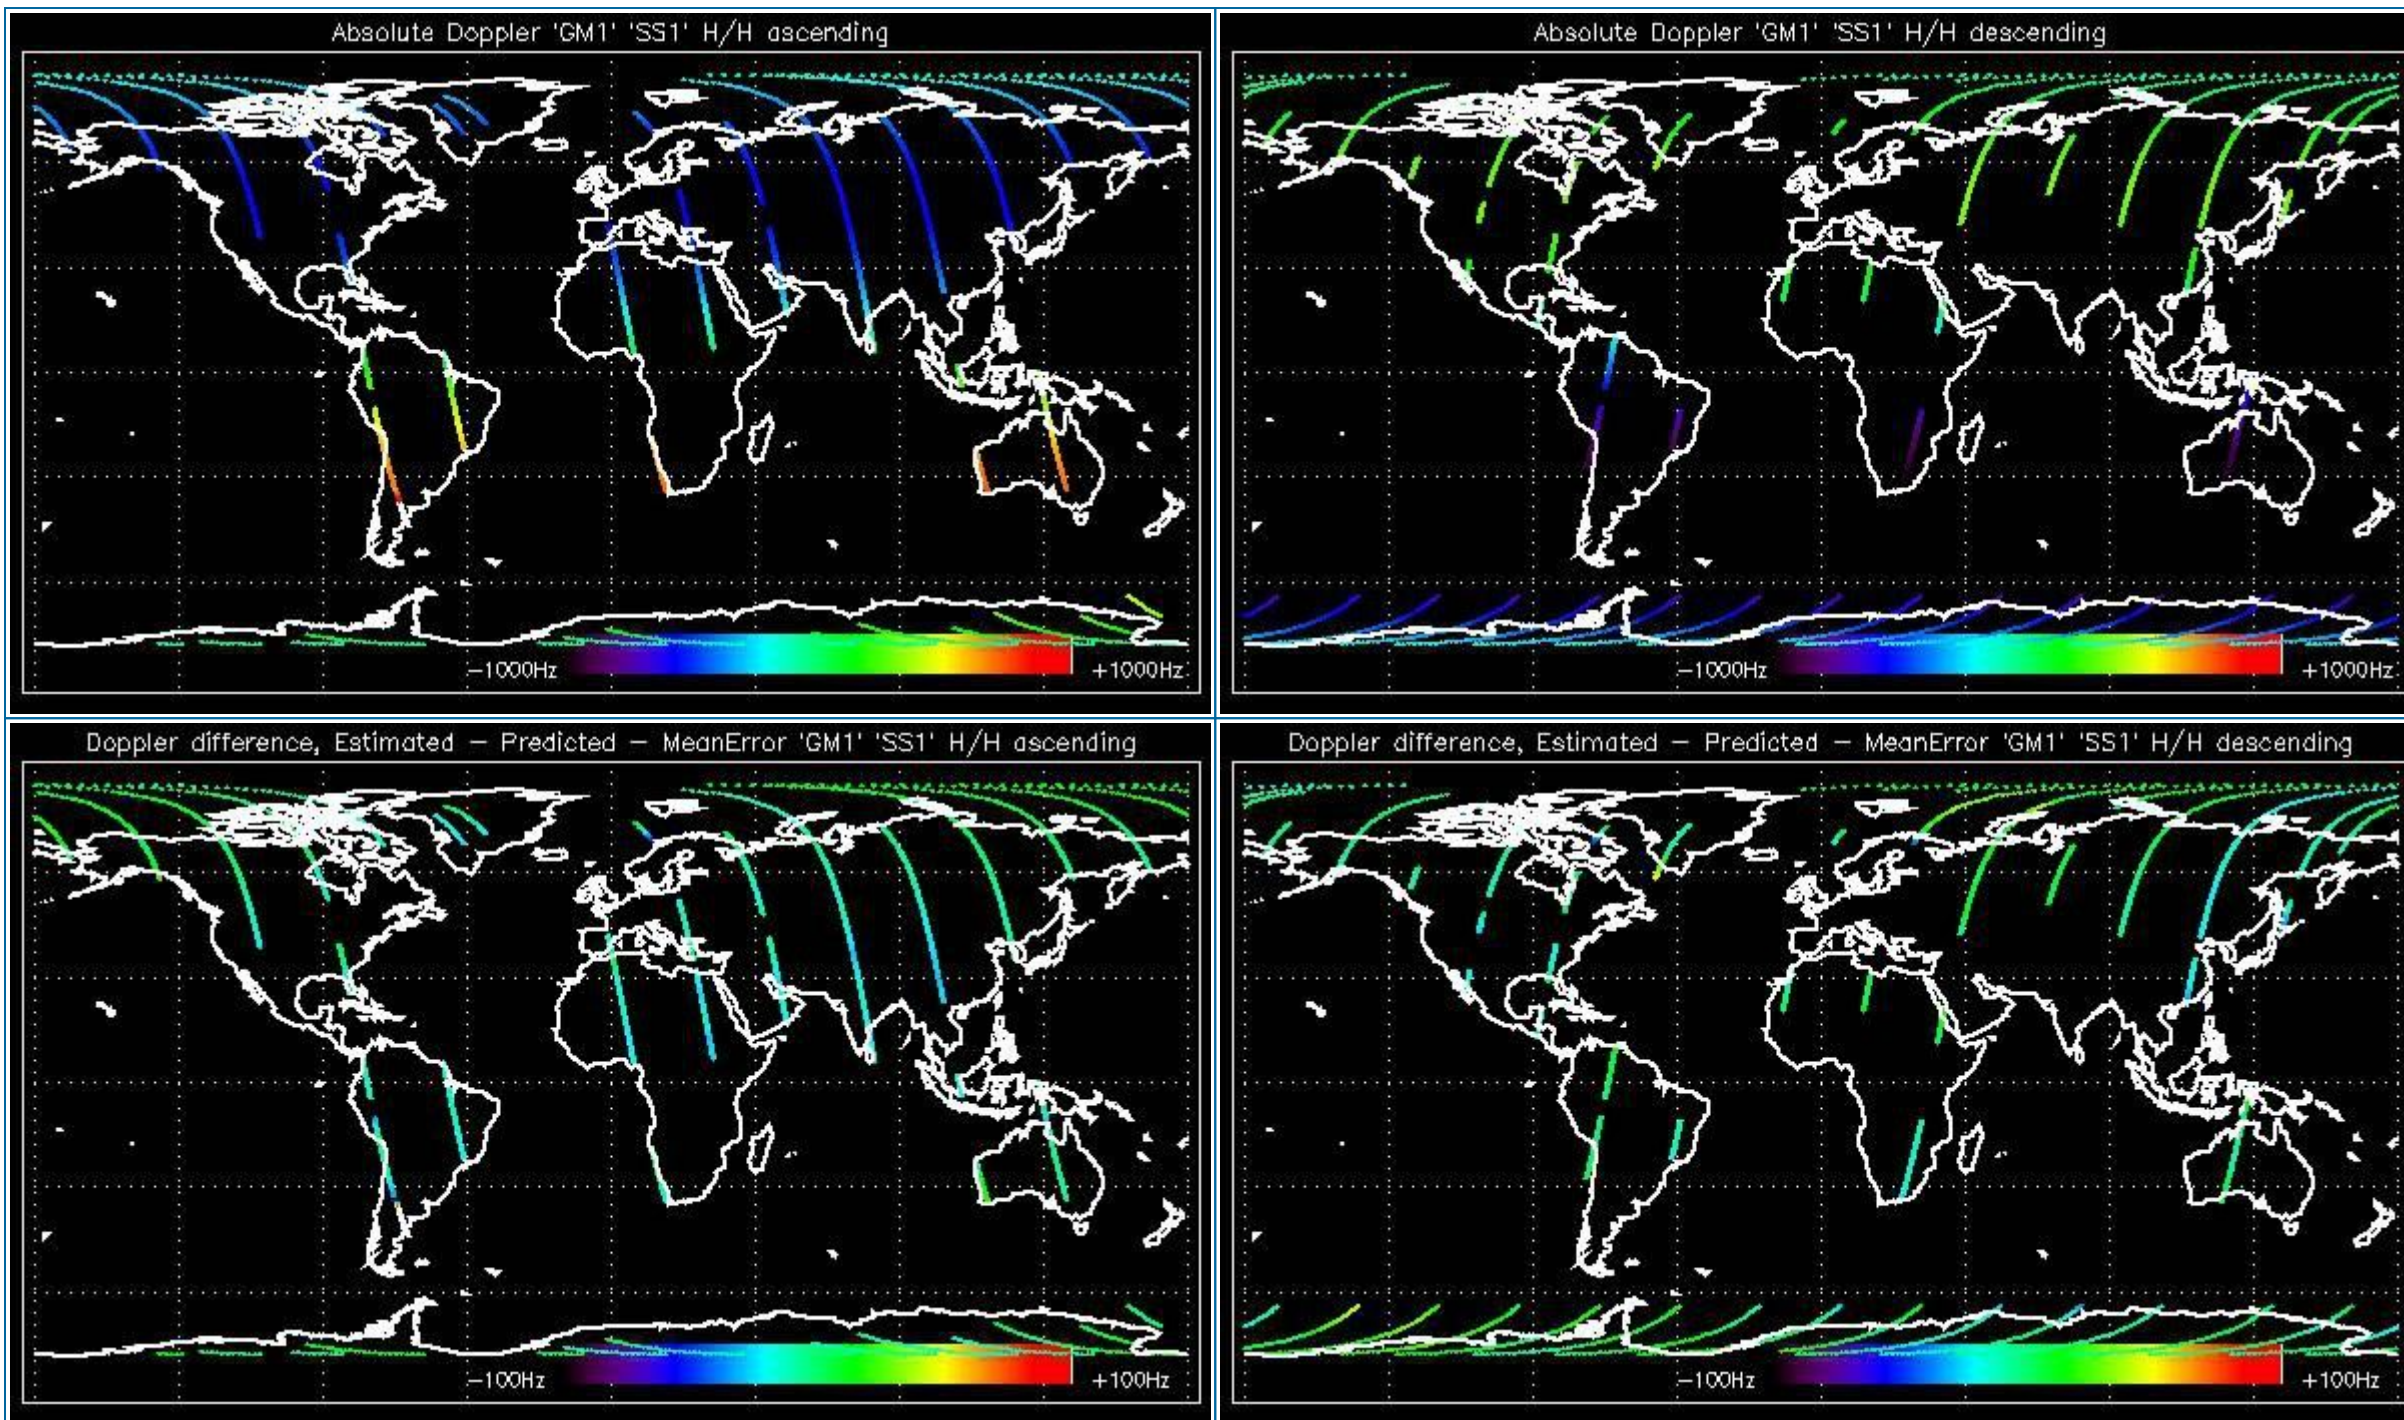 Absolute Doppler 'GM1' 'SS1' H/H ascending
−1000Hz
+1000Hz
Absolute Doppler 'GM1' 'SS1' H/H descending
−1000Hz
+1000Hz
Doppler difference, Estimated − Predicted − MeanError 'GM1' 'SS1' H/H ascending
−100Hz
+100Hz
Doppler difference, Estimated − Predicted − MeanError 'GM1' 'SS1' H/H descending
−100Hz
+100Hz